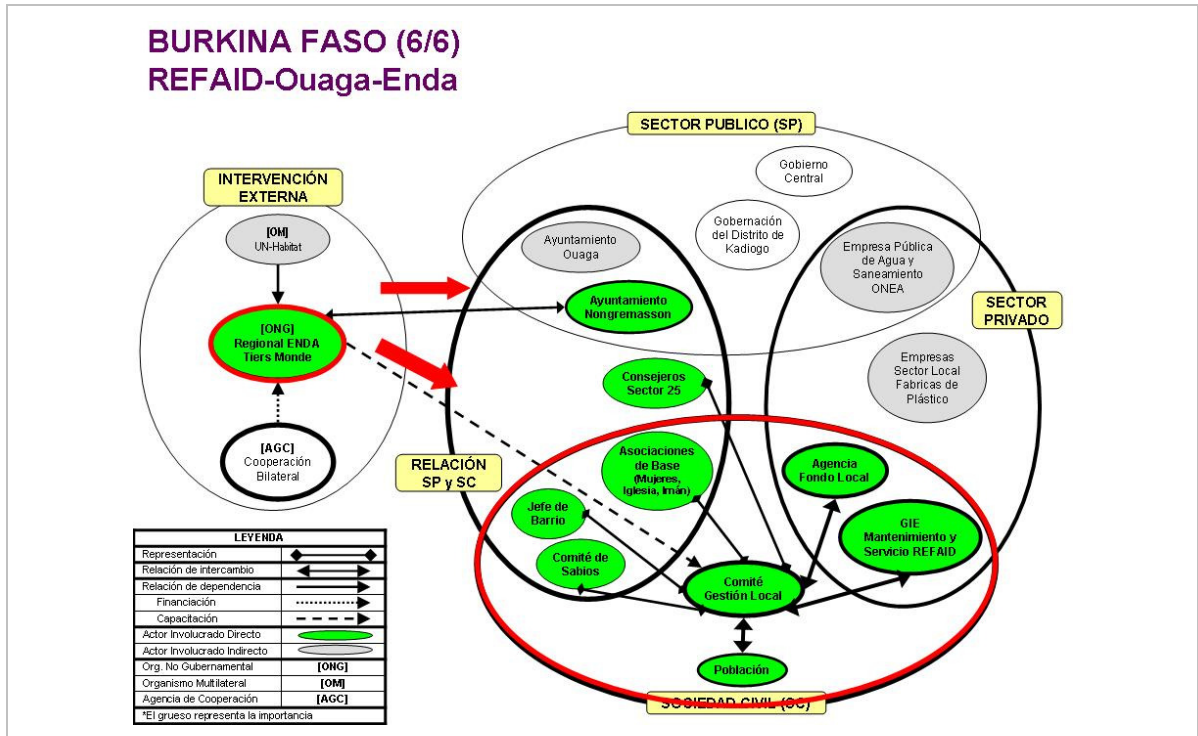 BURKINA FASO (6/6)
REFAID-Ouaga-Enda
SECTOR PUBLICO (SP)
INTERVENCIÓN
EXTERNA
[OM]
UN-Habitat
[ONG]
Regional ENDA
Tiers Monde
[AGC]
Cooperación
Bilateral
Gobierno
Central
Gobernación
del Distrito de
Kadiogo
Ayuntamiento
Ouaga
Ayuntamiento
Nongremasson
Empresa Pública
de Agua y
Saneamiento
ONEA
SECTOR
PRIVADO
Empresas
Sector Local
Fabricas de
Plástico
Consejeros
Sector 25
RELACIÓN
SP y SC
Asociaciones
de Base
(Mujeres,
Iglesia, Imán)
Agencia
Fondo Local
Jefe de
Barrio
GIE
Mantenimiento y
Servicio REFAID
Comité de
Sabios
Comité
Gestión Local
Población
SOCIEDAD CIVIL (SC)
LEYENDA
Representación
Relación de intercambio
Relación de dependencia
Financiación
Capacitación
Actor Involucrado Directo
Actor Involucrado Indirecto
Org. No Gubernamental [ONG]
Organismo Multilateral [OM]
Agencia de Cooperación [AGC]
*El grueso representa la importancia